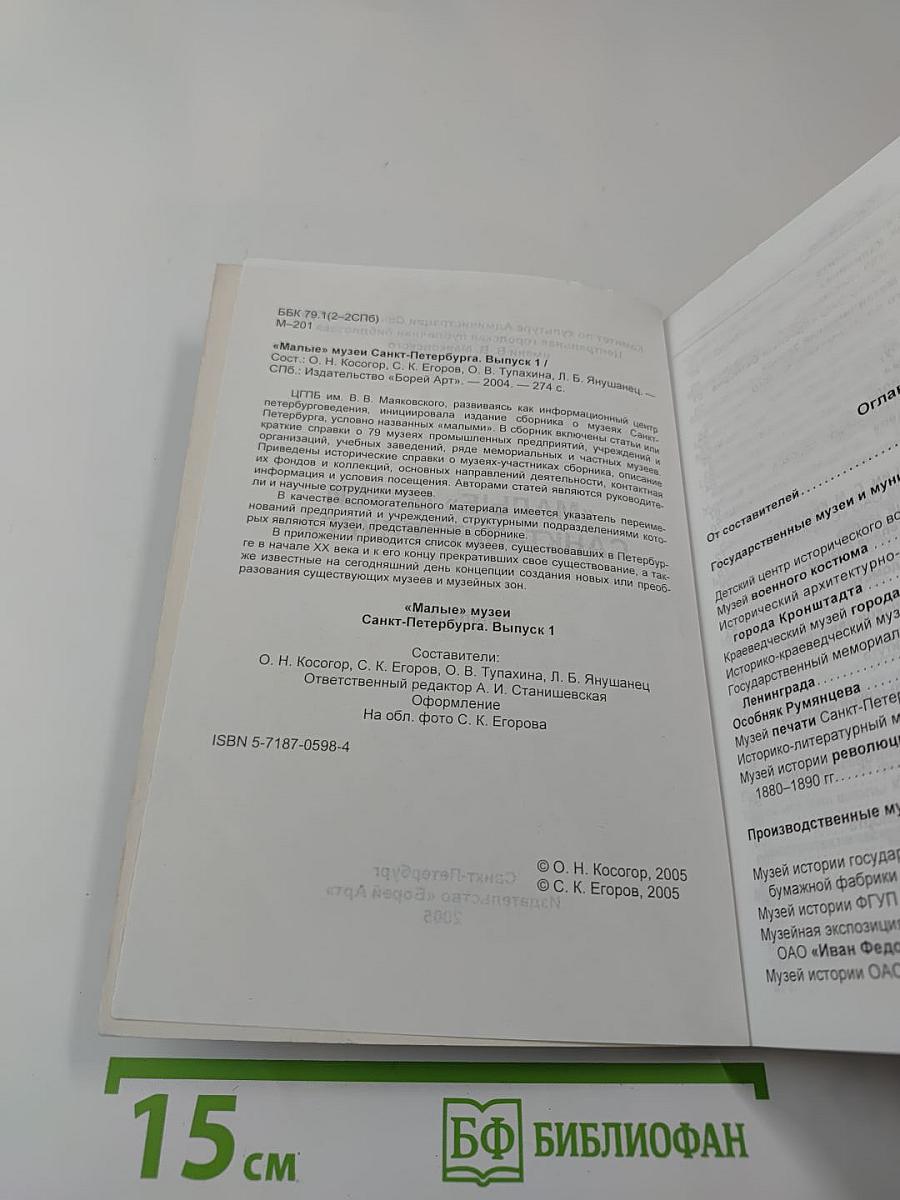 ББК 79.1(2–2СПб)
М–201
«Малые» музеи Санкт-Петербурга. Выпуск 1 /
Сост.: О. Н. Косогор, С. К. Егоров, О. В. Тупахина, Л. Б. Янушанец. —
СПб.: Издательство «Борей Арт». — 2004. — 274 с.
ЦГПБ им. В. В. Маяковского, развиваясь как информационный центр
петербурговедения, инициировала издание сборника о музеях Санкт-
Петербурга, условно названных «малыми». В сборник включены статьи или
краткие справки о 79 музеях промышленных предприятий, учреждений и
организаций, учебных заведений, ряде мемориальных и частных музеев.
Приведены исторические справки о музеях-участниках сборника, описание
их фондов и коллекций, основных направлений деятельности, контактная
информация и условия посещения. Авторами статей являются руководите-
ли и научные сотрудники музеев.
В качестве вспомогательного материала имеется указатель переиме-
нований предприятий и учреждений, структурными подразделениями кото-
рых являются музеи, представленные в сборнике.
В приложении приводится список музеев, существовавших в Петербур-
ге в начале XX века и к его концу прекративших свое существование, а так-
же известные на сегодняшний день концепции создания новых или преоб-
разования существующих музеев и музейных зон.
«Малые» музеи
Санкт-Петербурга. Выпуск 1
Составители:
О. Н. Косогор, С. К. Егоров, О. В. Тупахина, Л. Б. Янушанец
Ответственный редактор А. И. Станишевская
Оформление
На обл. фото С. К. Егорова
ISBN 5-7187-0598-4
© О. Н. Косогор, 2005
© С. К. Егоров, 2005
Санкт-Петербург
Издательство «Борей Арт»
2005
Оглав
От составителей
Государственные музеи и муни
Детский центр исторического во
Музей военного костюма
Исторический архитектурно-
города Кронштадта
Краеведческий музей города
Историко-краеведческий муз
Государственный мемориал
Ленинграда
Особняк Румянцева
Музей печати Санкт-Петер
Историко-литературный м
Музей истории революци
1880–1890 гг.
Производственные му
Музей истории государ
бумажной фабрики
Музей истории ФГУП
Музейная экспозиция
ОАО «Иван Федо
Музей истории ОАО
15 см
БФ БИБЛИОФАН